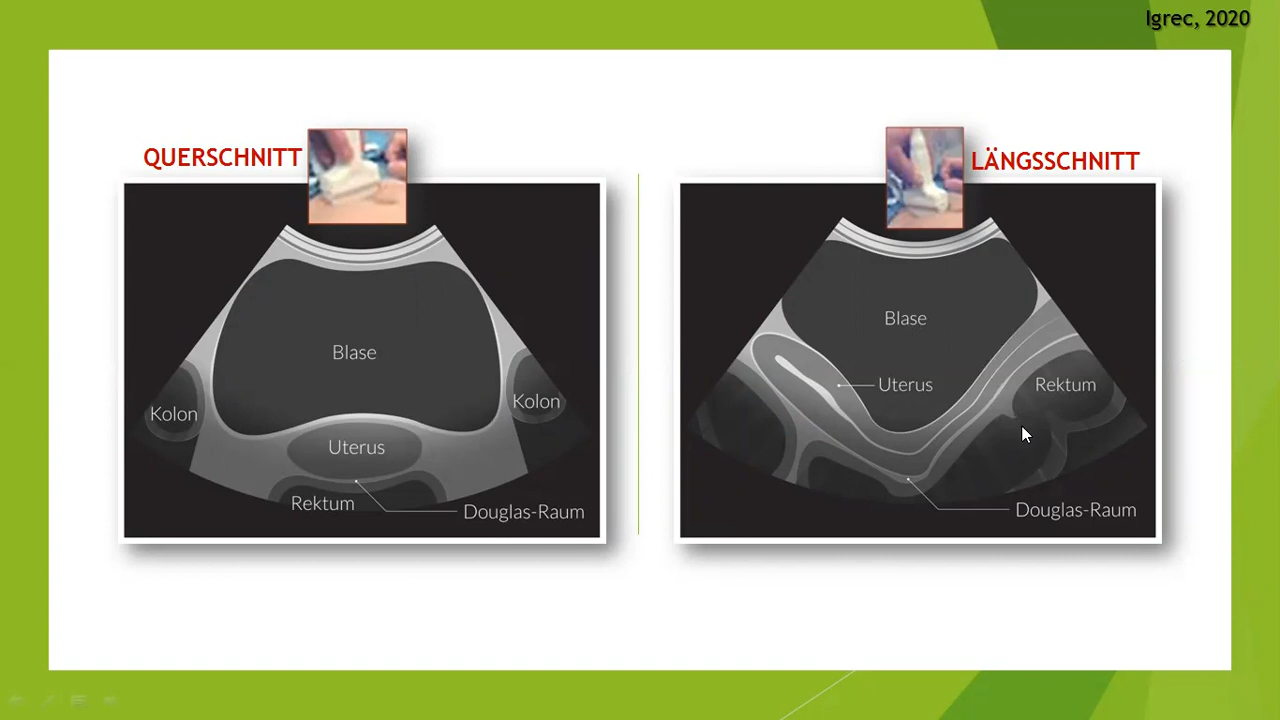 Igrec, 2020
QUERSCHNITT
Blase
Kolon
Kolon
Uterus
Rektum
Douglas-Raum
LÄNGSSCHNITT
Blase
Uterus
Rektum
Douglas-Raum